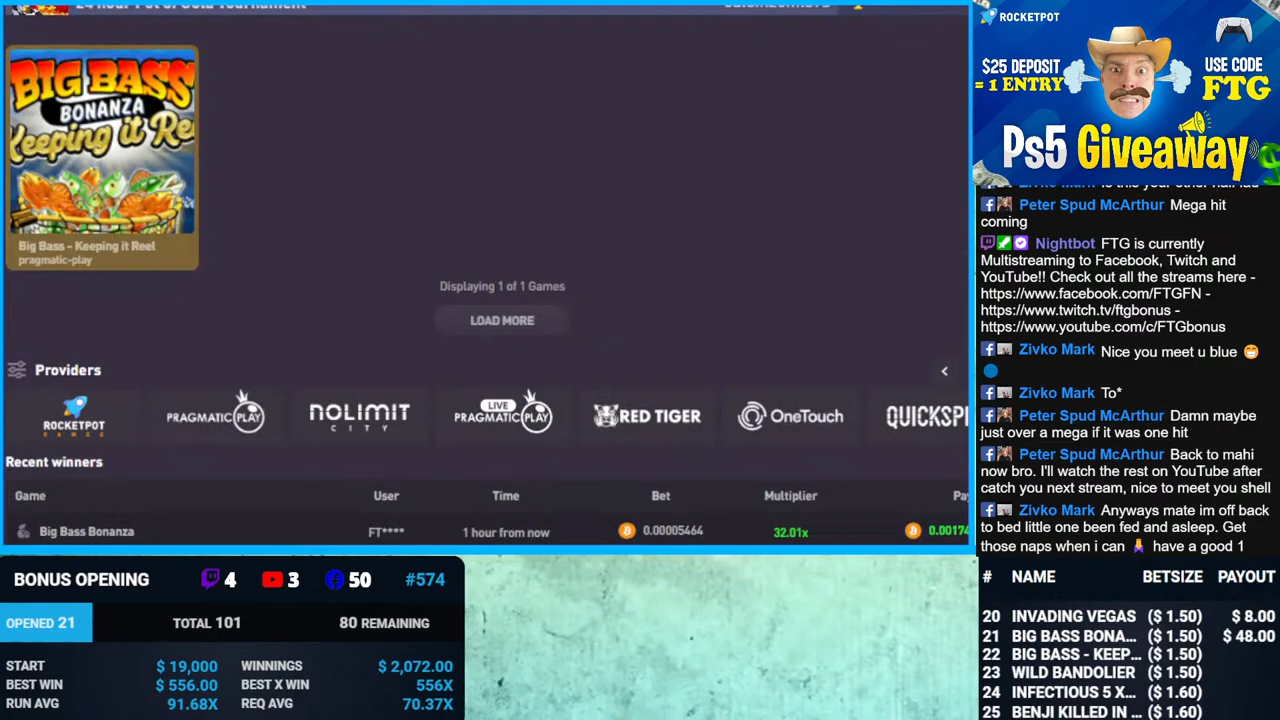 BIG BASS
BONANZA
Keeping it Re
Big Bass - Keeping it Reel
pragmatic-play
Displaying 1 of 1 Games
LOAD MORE
Providers
ROCKETPOT
GAMES
PRAGMATIC PLAY
NOLIMIT
CITY
LIVE
PRAGMATIC PLAY
RED TIGER
OneTouch
QUICKSPI
Recent winners
Game User Time Bet Multiplier Pa
Big Bass Bonanza FT**** 1 hour from now 0.00005464 32.01x 0.00174
ROCKETPOT
$25 DEPOSIT
= 1 ENTRY
USE CODE
FTG
Ps5 Giveaway
Peter Spud McArthur Mega hit
coming
Nightbot FTG is currently
Multistreaming to Facebook, Twitch and
YouTube!! Check out all the streams here -
https://www.facebook.com/FTGFN -
https://www.twitch.tv/ftgbonus -
https://www.youtube.com/c/FTGbonus
Zivko Mark Nice you meet u blue 😁
Zivko Mark To*
Peter Spud McArthur Damn maybe
just over a mega if it was one hit
Peter Spud McArthur Back to mahi
now bro. I'll watch the rest on YouTube after
catch you next stream, nice to meet you shell
Zivko Mark Anyways mate im off back
to bed little one been fed and asleep. Get
those naps when i can have a good 1
BONUS OPENING 4 3 50 #574
OPENED 21 TOTAL 101 80 REMAINING
START $ 19,000 WINNINGS $ 2,072.00
BEST WIN $ 556.00 BEST X WIN 556X
RUN AVG 91.68X REQ AVG 70.37X
# NAME BETSIZE PAYOUT
20 INVADING VEGAS ($ 1.50) $ 8.00
21 BIG BASS BONA... ($ 1.50) $ 48.00
22 BIG BASS - KEEP... ($ 1.50)
23 WILD BANDOLIER ($ 1.50)
24 INFECTIOUS 5 X... ($ 1.60)
25 BENJI KILLED IN ... ($ 1.60)